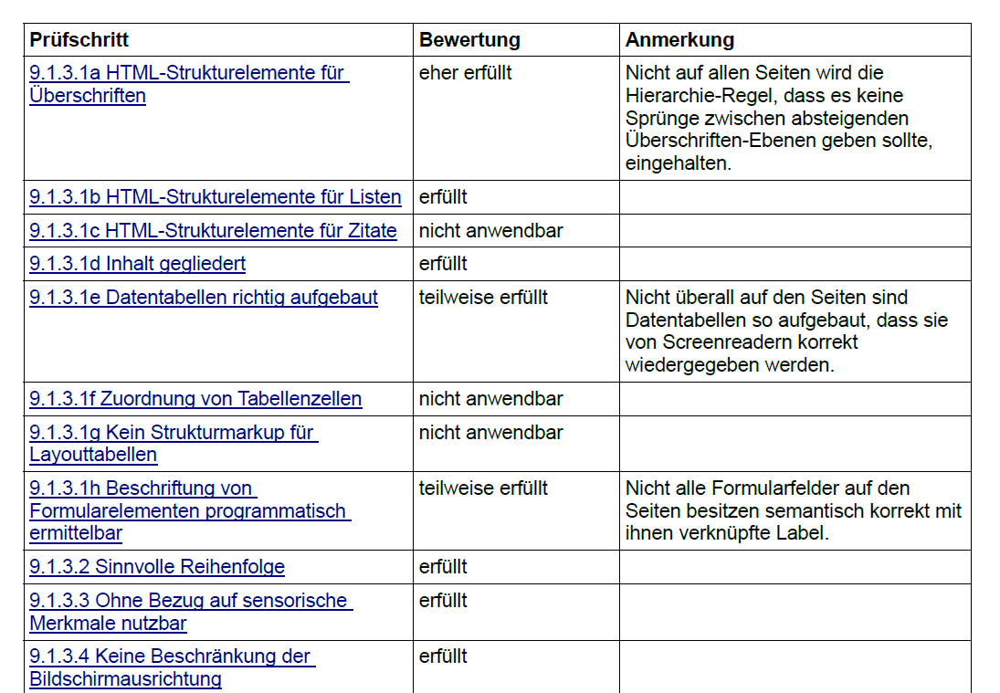 Prüfschritt Bewertung Anmerkung
9.1.3.1a HTML-Strukturelemente für eher erfüllt Nicht auf allen Seiten wird die
Überschriften Hierarchie-Regel, dass es keine
Sprünge zwischen absteigenden
Überschriften-Ebenen geben sollte,
eingehalten.
9.1.3.1b HTML-Strukturelemente für Listen erfüllt
9.1.3.1c HTML-Strukturelemente für Zitate nicht anwendbar
9.1.3.1d Inhalt gegliedert erfüllt
9.1.3.1e Datentabellen richtig aufgebaut teilweise erfüllt Nicht überall auf den Seiten sind
Datentabellen so aufgebaut, dass sie
von Screenreadern korrekt
wiedergegeben werden.
9.1.3.1f Zuordnung von Tabellenzellen nicht anwendbar
9.1.3.1g Kein Strukturmarkup für nicht anwendbar
Layouttabellen
9.1.3.1h Beschriftung von teilweise erfüllt Nicht alle Formularfelder auf den
Formularelementen programmatisch Seiten besitzen semantisch korrekt mit
ermittelbar ihnen verknüpfte Label.
9.1.3.2 Sinnvolle Reihenfolge erfüllt
9.1.3.3 Ohne Bezug auf sensorische erfüllt
Merkmale nutzbar
9.1.3.4 Keine Beschränkung der erfüllt
Bildschirmausrichtung